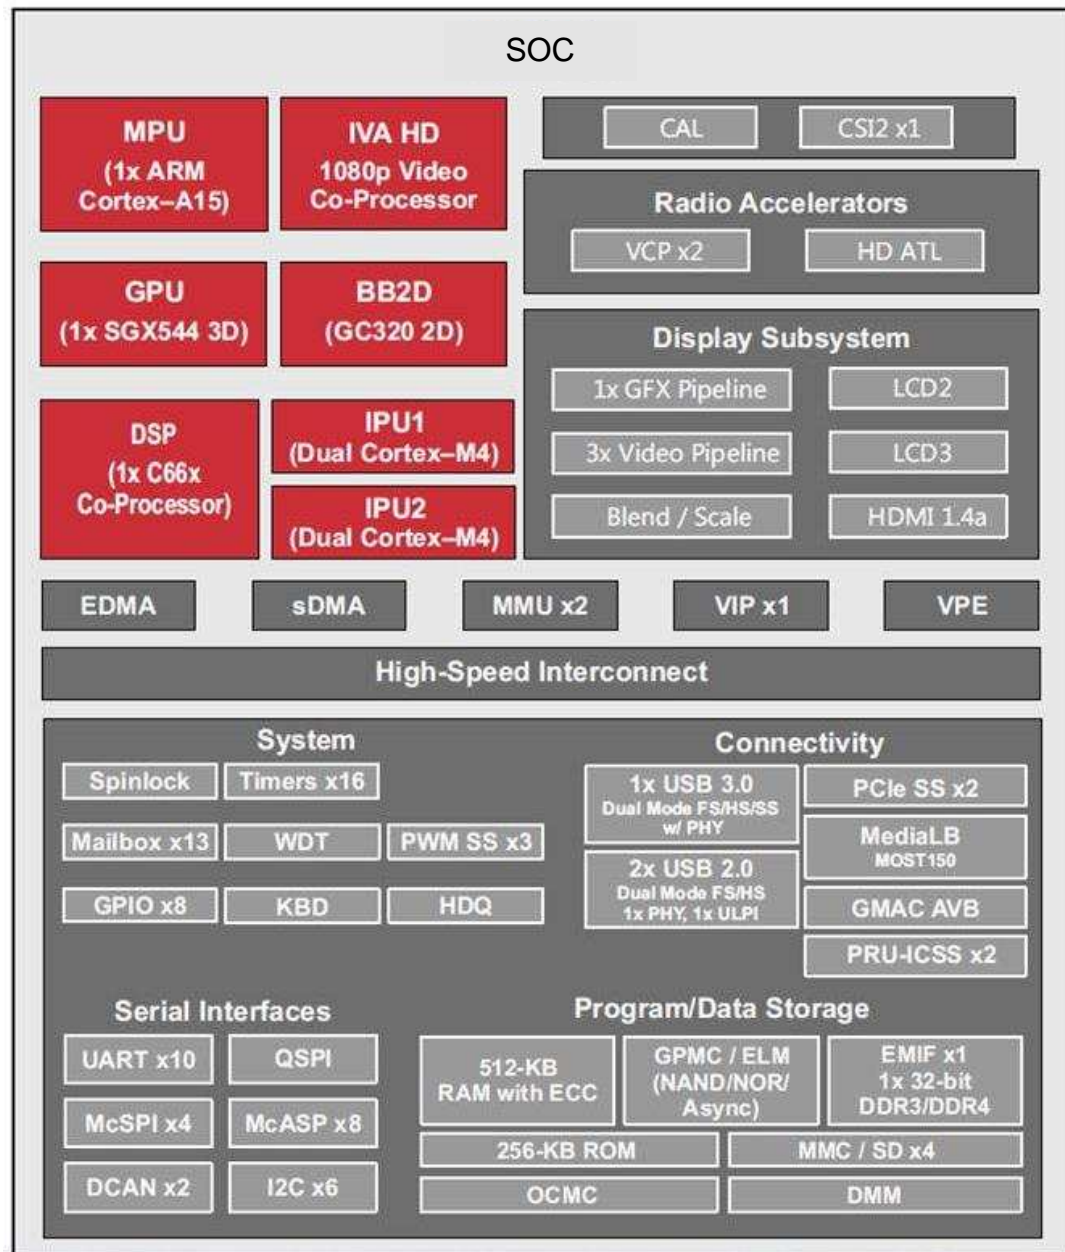 SOC
MPU
(1x ARM
Cortex–A15)
IVA HD
1080p Video
Co-Processor
CAL
CSI2 x1
Radio Accelerators
VCP x2
HD ATL
GPU
(1x SGX544 3D)
BB2D
(GC320 2D)
Display Subsystem
1x GFX Pipeline
LCD2
3x Video Pipeline
LCD3
Blend / Scale
HDMI 1.4a
DSP
(1x C66x
Co-Processor)
IPU1
(Dual Cortex–M4)
IPU2
(Dual Cortex–M4)
EDMA
sDMA
MMU x2
VIP x1
VPE
High-Speed Interconnect
System
Spinlock
Timers x16
Mailbox x13
WDT
PWM SS x3
GPIO x8
KBD
HDQ
Connectivity
1x USB 3.0
Dual Mode FS/HS/SS
w/ PHY
2x USB 2.0
Dual Mode FS/HS
1x PHY, 1x ULPI
PCIe SS x2
MediaLB
MOST150
GMAC AVB
PRU-ICSS x2
Serial Interfaces
UART x10
QSPI
McSPI x4
McASP x8
DCAN x2
I2C x6
Program/Data Storage
512-KB
RAM with ECC
GPMC / ELM
(NAND/NOR/
Async)
EMIF x1
1x 32-bit
DDR3/DDR4
256-KB ROM
MMC / SD x4
OCMC
DMM